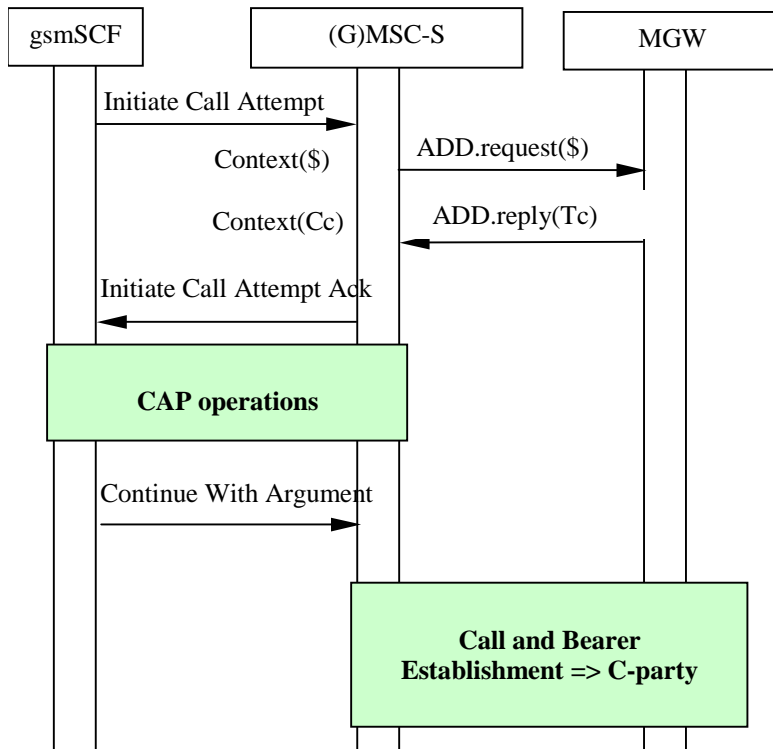 gsmSCF
(G)MSC-S
MGW
Initiate Call Attempt
Context($)
ADD.request($)
Context(Cc)
ADD.reply(Tc)
Initiate Call Attempt Ack
CAP operations
Continue With Argument
Call and Bearer
Establishment => C-party